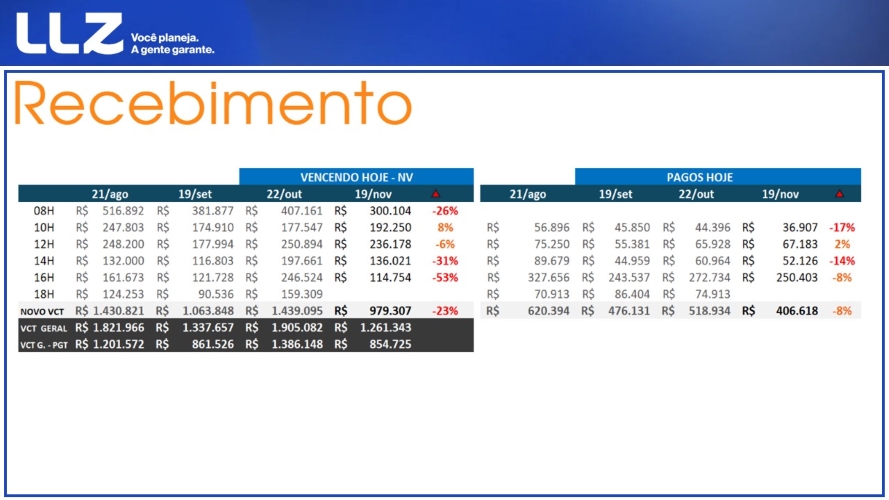 LLZ Você planeja.
A gente garante.
Recebimento
VENCENDO HOJE - NV PAGOS HOJE
21/ago 19/set 22/out 19/nov 21/ago 19/set 22/out 19/nov
08H R$ 516.892 R$ 381.877 R$ 407.161 R$ 300.104 -26%
10H R$ 247.803 R$ 174.910 R$ 177.547 R$ 192.250 8% R$ 56.896 R$ 45.850 R$ 44.396 R$ 36.907 -17%
12H R$ 248.200 R$ 177.994 R$ 250.894 R$ 236.178 -6% R$ 75.250 R$ 55.381 R$ 65.928 R$ 67.183 2%
14H R$ 132.000 R$ 116.803 R$ 197.661 R$ 136.021 -31% R$ 89.679 R$ 44.959 R$ 60.964 R$ 52.126 -14%
16H R$ 161.673 R$ 121.728 R$ 246.524 R$ 114.754 -53% R$ 327.656 R$ 243.537 R$ 272.734 R$ 250.403 -8%
18H R$ 124.253 R$ 90.536 R$ 159.309 R$ 70.913 R$ 86.404 R$ 74.913
NOVO VCT R$ 1.430.821 R$ 1.063.848 R$ 1.439.095 R$ 979.307 -23% R$ 620.394 R$ 476.131 R$ 518.934 R$ 406.618 -8%
VCT GERAL R$ 1.821.966 R$ 1.337.657 R$ 1.905.082 R$ 1.261.343
VCT G. - PGT R$ 1.201.572 R$ 861.526 R$ 1.386.148 R$ 854.725